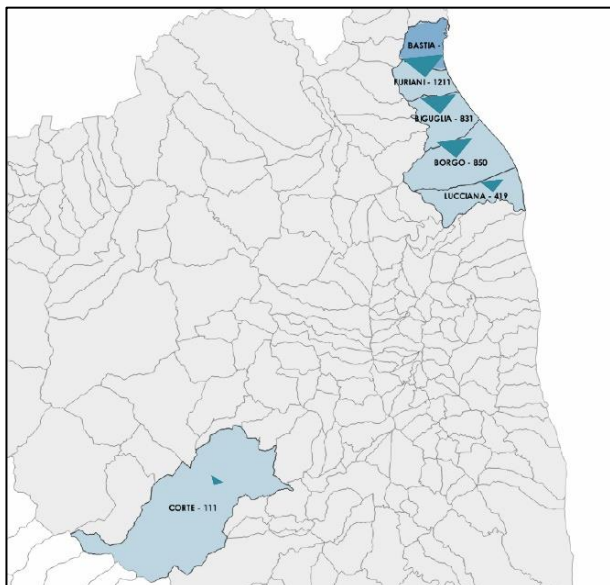 BASTIA -
FURIANI - 1211
BIGUGLIA - 831
BORGO - 850
LUCCIANA - 419
CORTE - 111